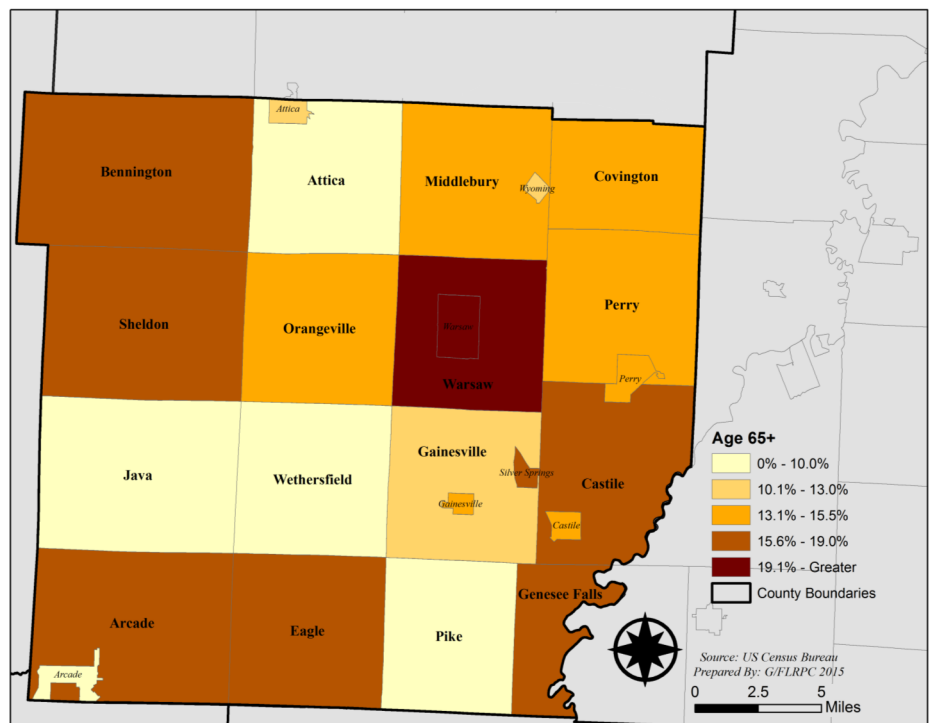 Attica
Bennington
Attica
Middlebury
Wyoming
Covington
Sheldon
Orangeville
Warsaw
Warsaw
Perry
Perry
Java
Wethersfield
Gainesville
Gainesville
Silver Springs
Castile
Castile
Arcade
Arcade
Eagle
Pike
Genesee Falls
Age 65+
0% - 10.0%
10.1% - 13.0%
13.1% - 15.5%
15.6% - 19.0%
19.1% - Greater
County Boundaries
Source: US Census Bureau
Prepared By: G/FLRPC 2015
0 2.5 5
Miles